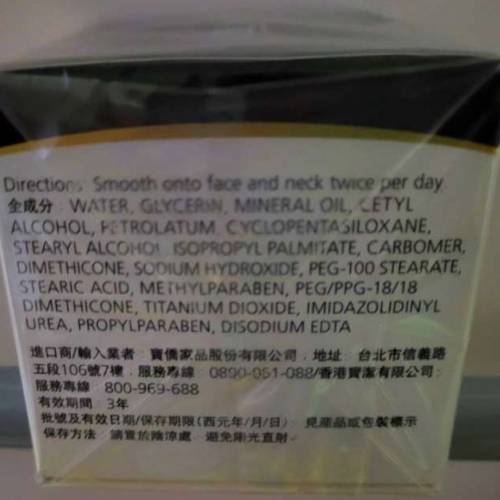 Directions: Smooth onto face and neck twice per day.
全成分: WATER, GLYCERIN, MINERAL OIL, CETYL
ALCOHOL, PETROLATUM, CYCLOPENTASILOXANE,
STEARYL ALCOHOL, ISOPROPYL PALMITATE, CARBOMER,
DIMETHICONE, SODIUM HYDROXIDE, PEG-100 STEARATE,
STEARIC ACID, METHYLPARABEN, PEG/PPG-18/18
DIMETHICONE, TITANIUM DIOXIDE, IMIDAZOLIDINYL
UREA, PROPYLPARABEN, DISODIUM EDTA
進口商/輸入業者: 寶僑家品股份有限公司; 地址: 台北市信義路
五段106號7樓; 服務專線: 0800-061-088/香港寶潔有限公司;
服務專線: 800-969-688
有效期間: 3年
批號及有效日期/保存期限(西元年/月/日): 見產品或包裝標示
保存方法: 請置於陰涼處, 避免陽光直射。